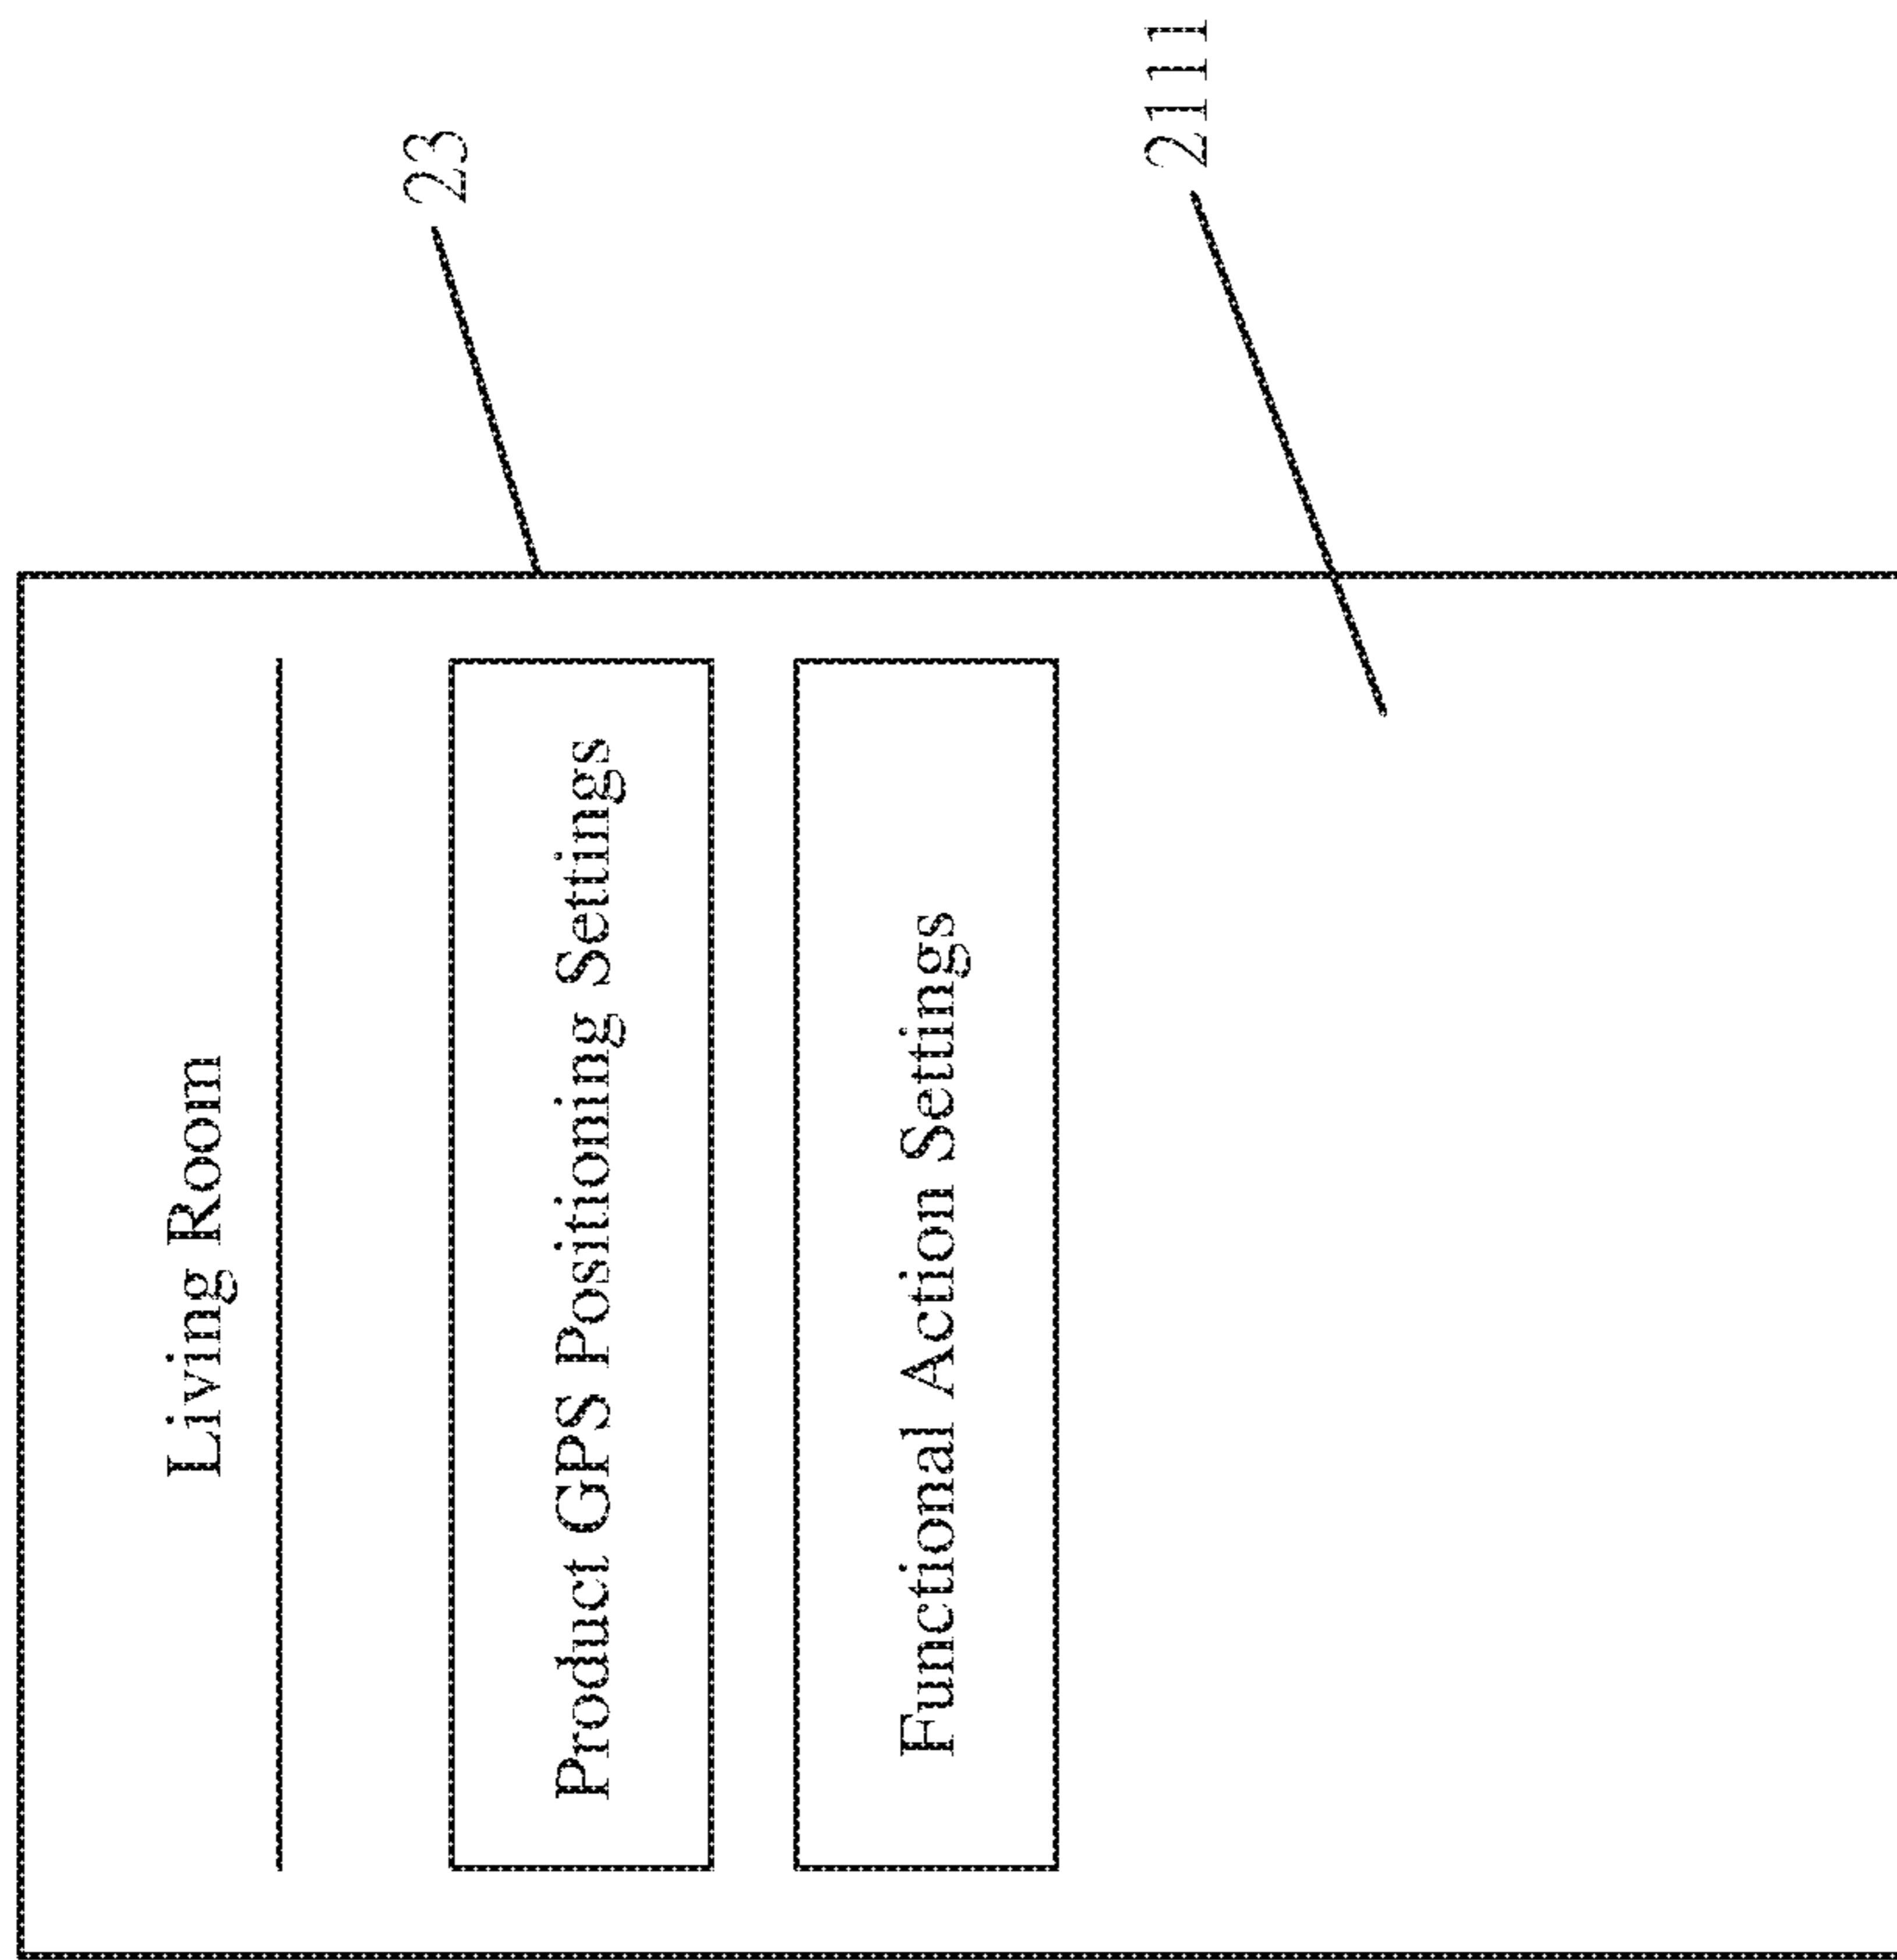 Living Room
23
Product GPS Positioning Settings
Functional Action Settings
2111